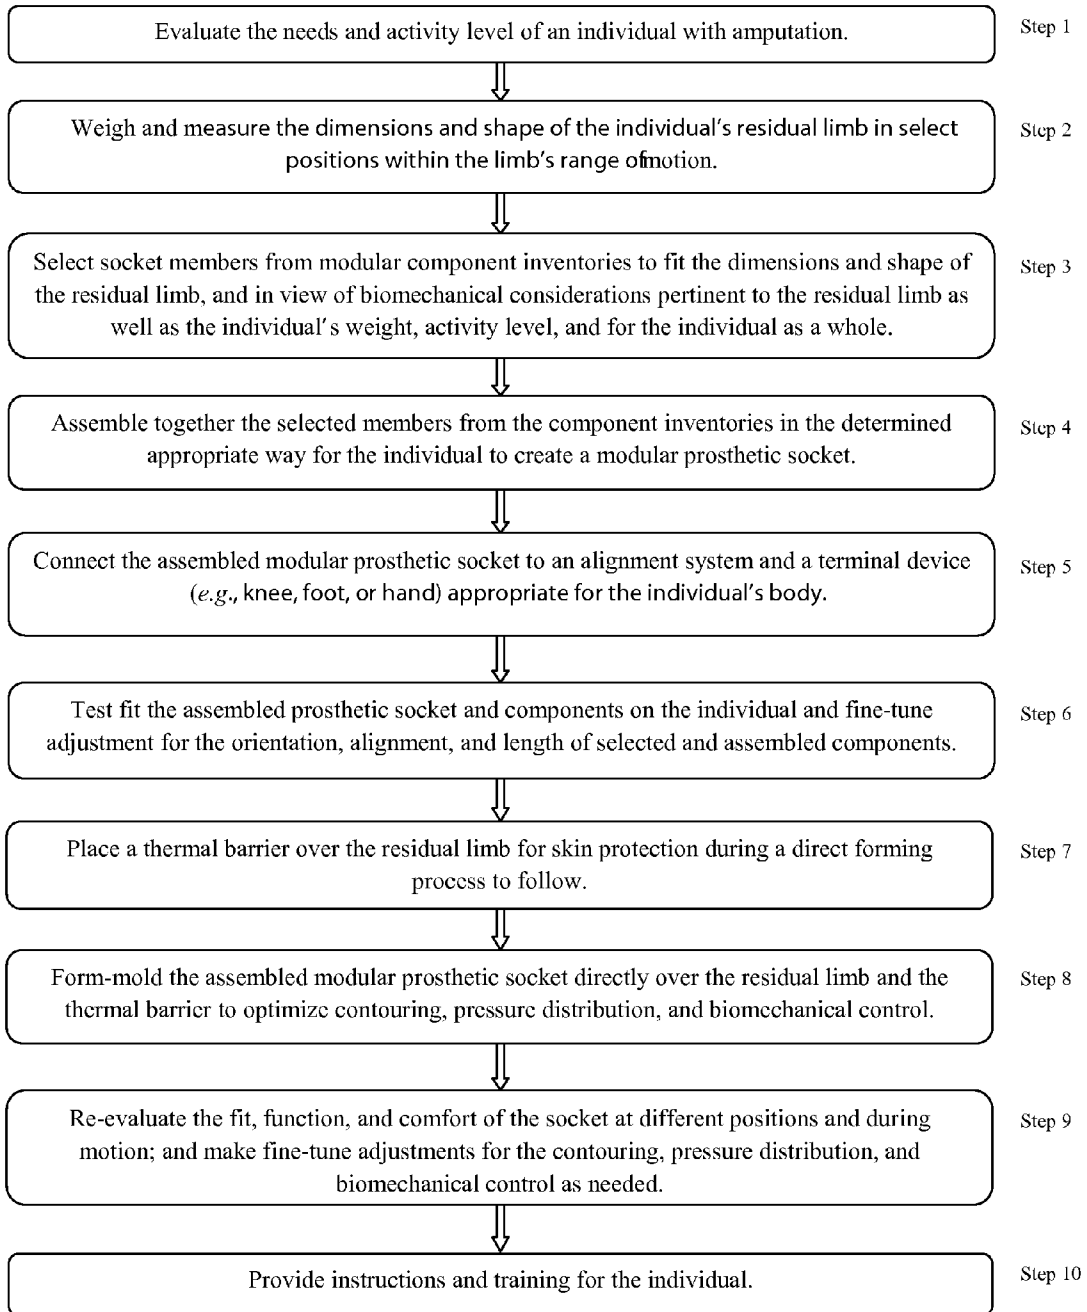 Evaluate the needs and activity level of an individual with amputation.
Step 1
Weigh and measure the dimensions and shape of the individual's residual limb in select
positions within the limb's range ofmotion.
Step 2
Select socket members from modular component inventories to fit the dimensions and shape of
the residual limb, and in view of biomechanical considerations pertinent to the residual limb as
well as the individual's weight, activity level, and for the individual as a whole.
Step 3
Assemble together the selected members from the component inventories in the determined
appropriate way for the individual to create a modular prosthetic socket.
Step 4
Connect the assembled modular prosthetic socket to an alignment system and a terminal device
(e.g., knee, foot, or hand) appropriate for the individual's body.
Step 5
Test fit the assembled prosthetic socket and components on the individual and fine-tune
adjustment for the orientation, alignment, and length of selected and assembled components.
Step 6
Place a thermal barrier over the residual limb for skin protection during a direct forming
process to follow.
Step 7
Form-mold the assembled modular prosthetic socket directly over the residual limb and the
thermal barrier to optimize contouring, pressure distribution, and biomechanical control.
Step 8
Re-evaluate the fit, function, and comfort of the socket at different positions and during
motion; and make fine-tune adjustments for the contouring, pressure distribution, and
biomechanical control as needed.
Step 9
Provide instructions and training for the individual.
Step 10